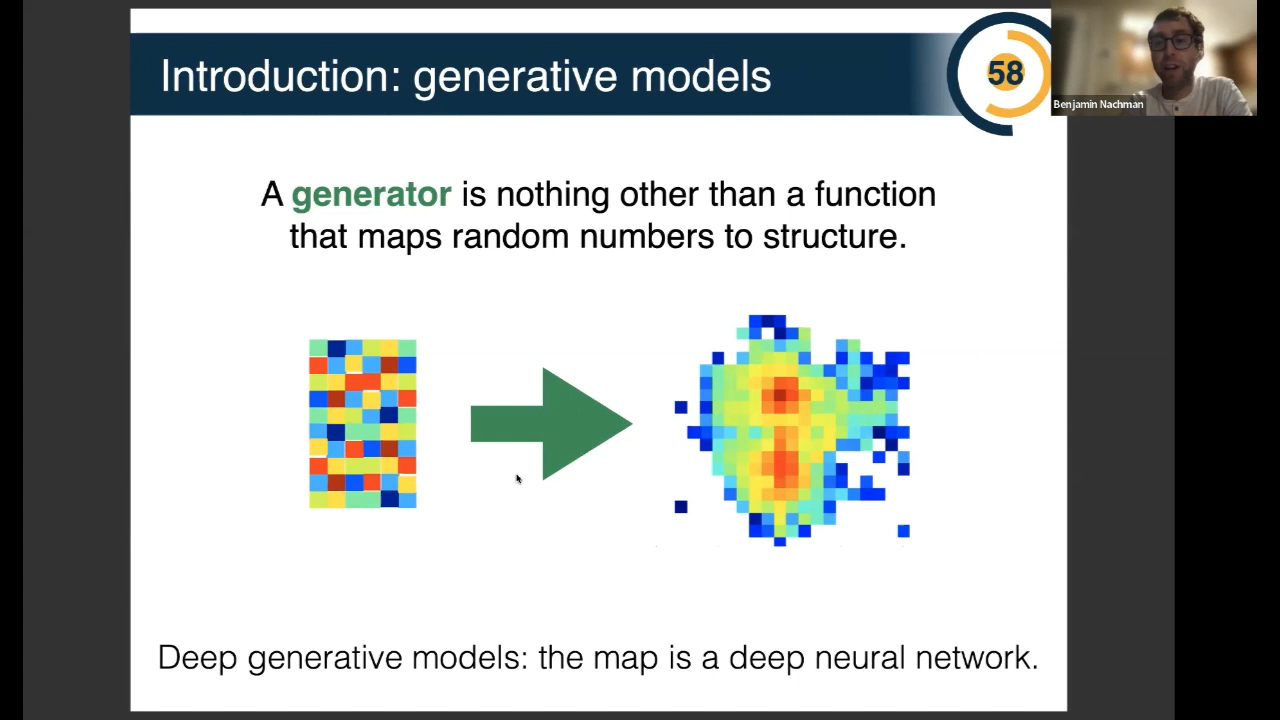 Introduction: generative models
58
Benjamin Nachman
A generator is nothing other than a function
that maps random numbers to structure.
Deep generative models: the map is a deep neural network.